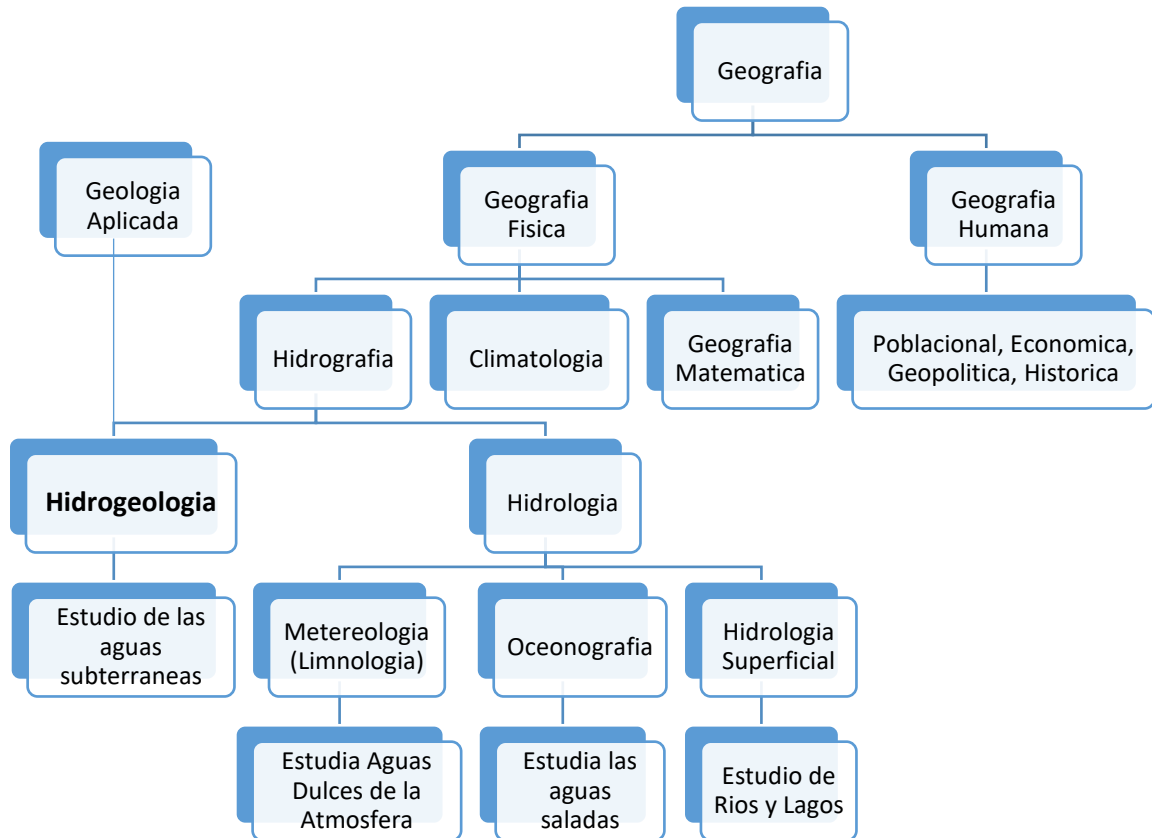 Geografia
Geologia
Aplicada
Geografia
Fisica
Geografia
Humana
Hidrografia
Climatologia
Geografia
Matematica
Poblacional, Economica,
Geopolitica, Historica
Hidrogeologia
Hidrologia
Estudio de las
aguas
subterraneas
Metereologia
(Limnologia)
Oceonografia
Hidrologia
Superficial
Estudia Aguas
Dulces de la
Atmosfera
Estudia las
aguas
saladas
Estudio de
Rios y Lagos